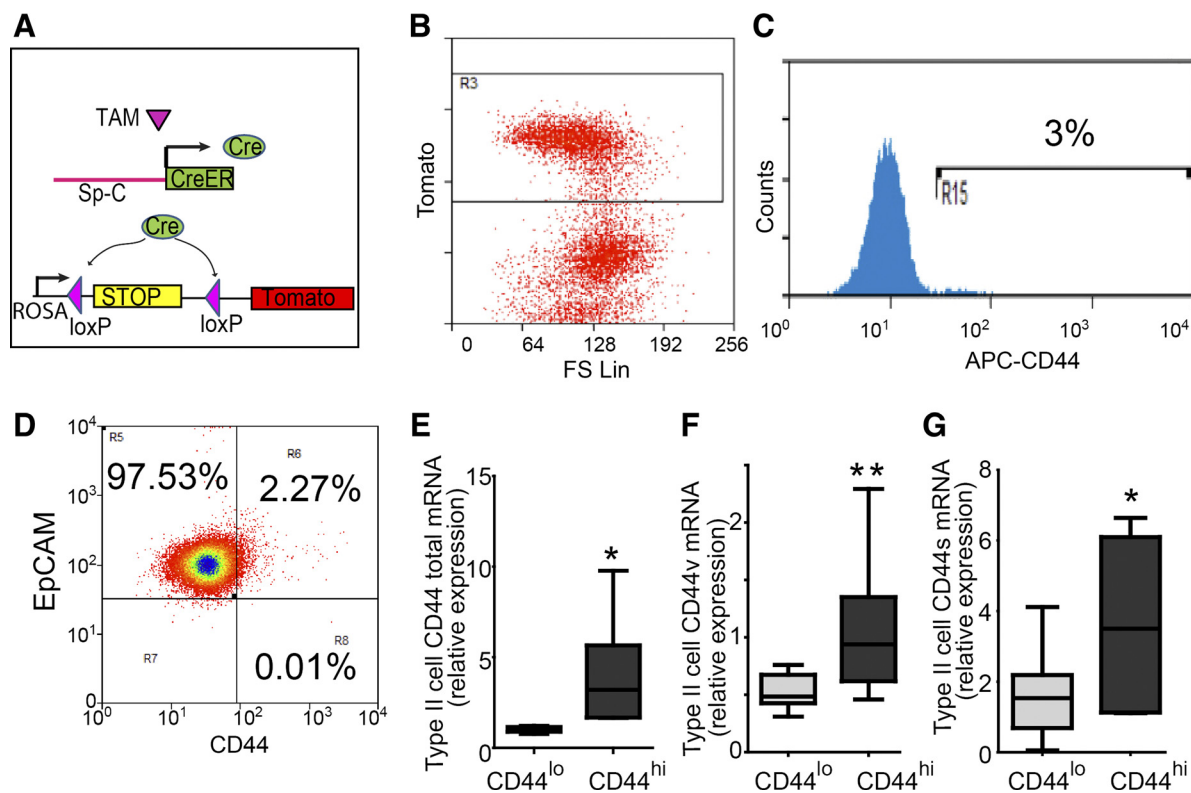 A
TAM
Cre
CreER
Sp-C
Cre
ROSA
loxP
STOP
loxP
Tomato
B
R3
Tomato
0 64 128 192 256
FS Lin
C
3%
R15
Counts
10^0 10^1 10^2 10^3 10^4
APC-CD44
D
R5
97.53%
R6
2.27%
R7
R8
0.01%
EpCAM
10^4
10^3
10^2
10^1
0
10^0 10^1 10^2 10^3 10^4
CD44
E
Type II cell CD44 total mRNA
(relative expression)
15
10
5
0
*
CD44^lo CD44^hi
F
Type II cell CD44v mRNA
(relative expression)
2
1
0
**
CD44^lo CD44^hi
G
Type II cell CD44s mRNA
(relative expression)
8
6
4
2
0
*
CD44^lo CD44^hi